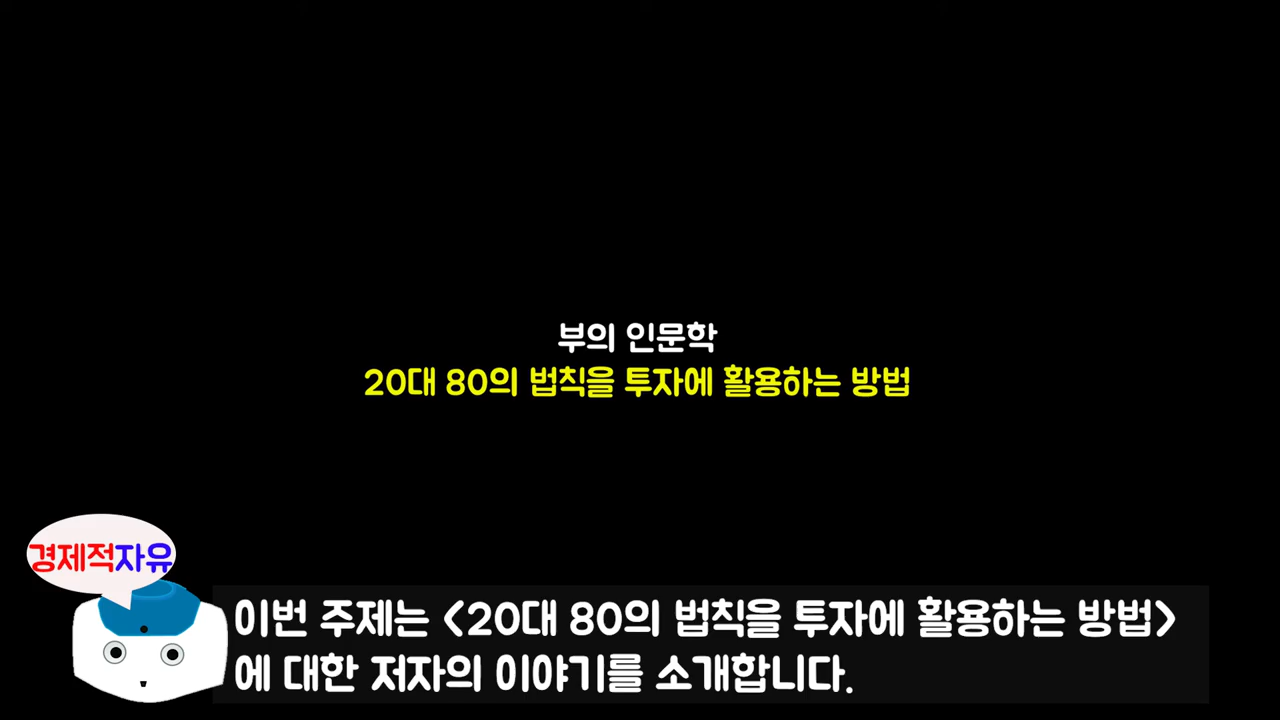 부의 인문학
20대 80의 법칙을 투자에 활용하는 방법
경제적자유
이번 주제는 <20대 80의 법칙을 투자에 활용하는 방법>
에 대한 저자의 이야기를 소개합니다.